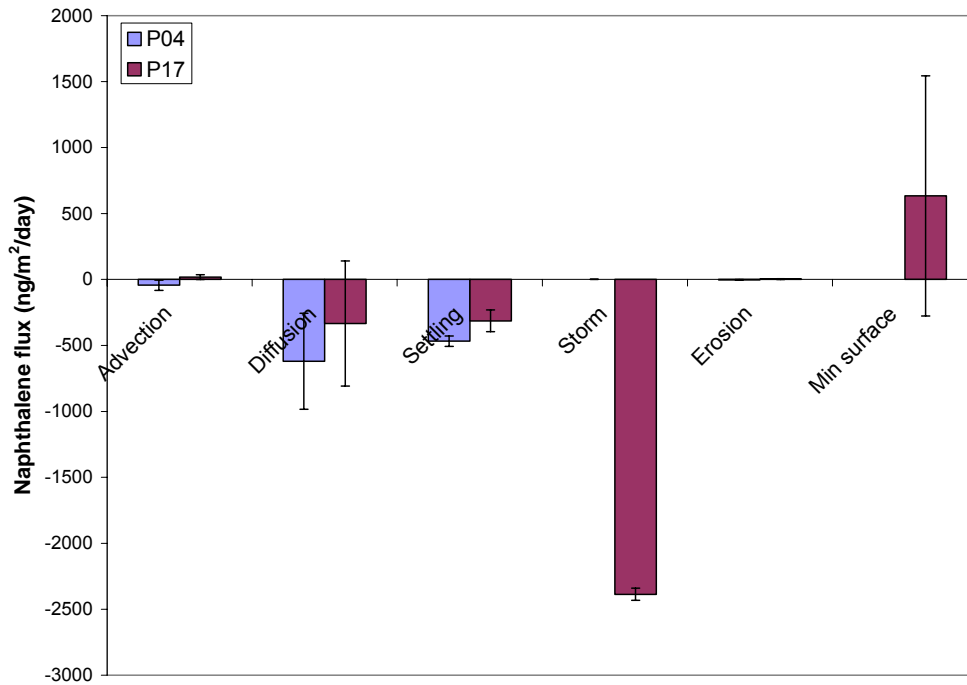 2000
1500
1000
500
0
-500
-1000
-1500
-2000
-2500
-3000
Naphthalene flux (ng/m²/day)
P04
P17
Advection
Diffusion
Settling
Storm
Erosion
Min surface